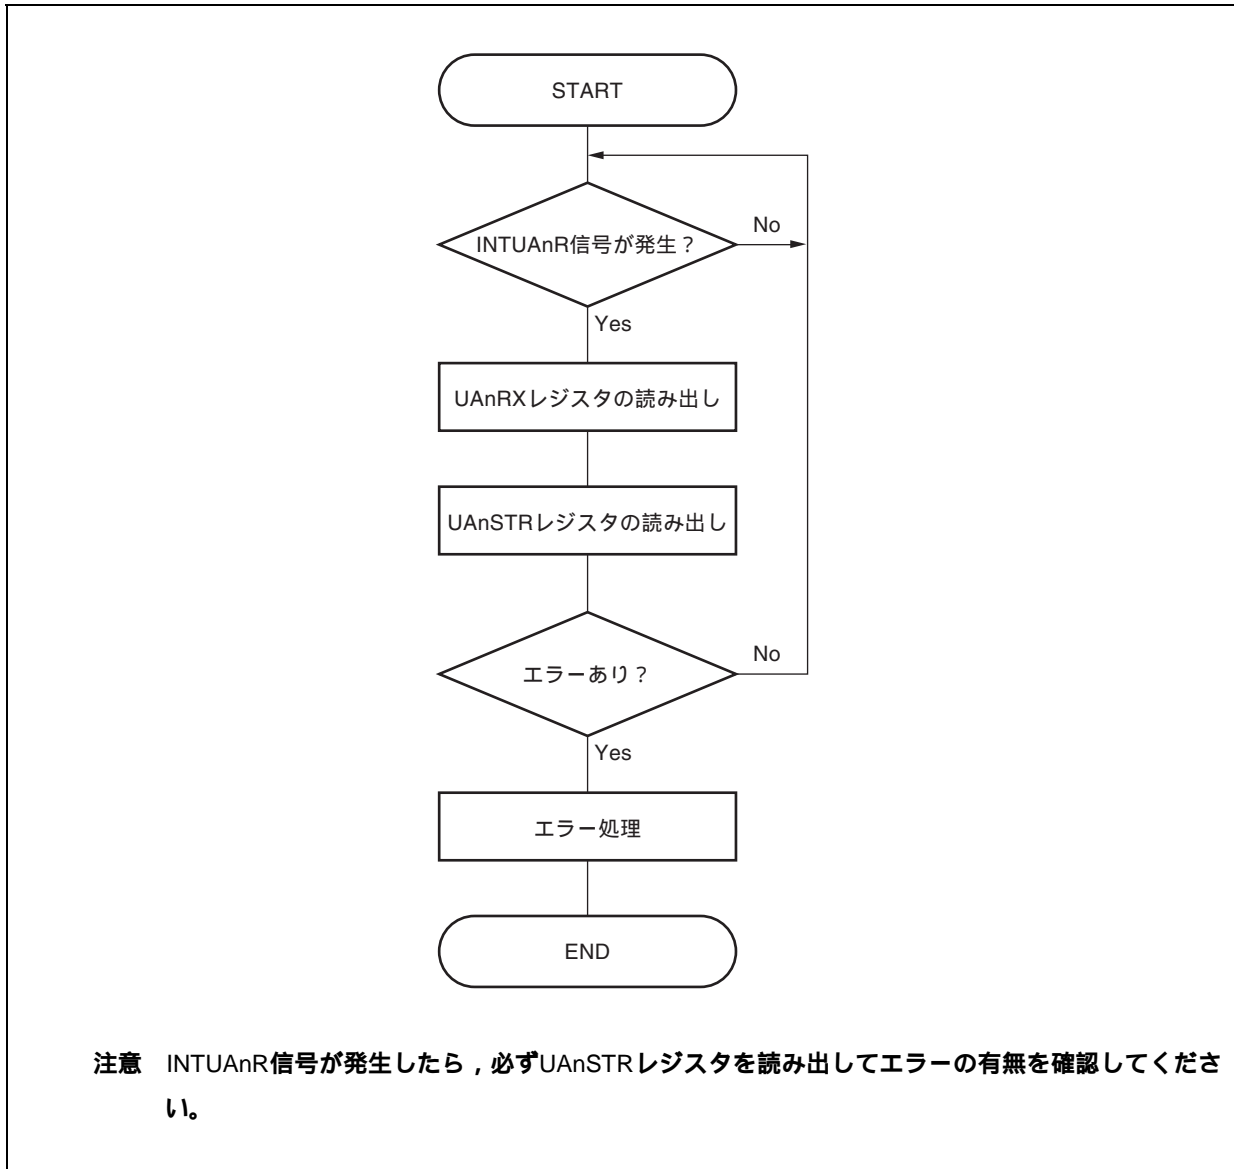 START
INTUAnR信号が発生？
No
Yes
UAnRXレジスタの読み出し
UAnSTRレジスタの読み出し
エラーあり？
No
Yes
エラー処理
END
注意 INTUAnR信号が発生したら，必ずUAnSTRレジスタを読み出してエラーの有無を確認してくださ
い。